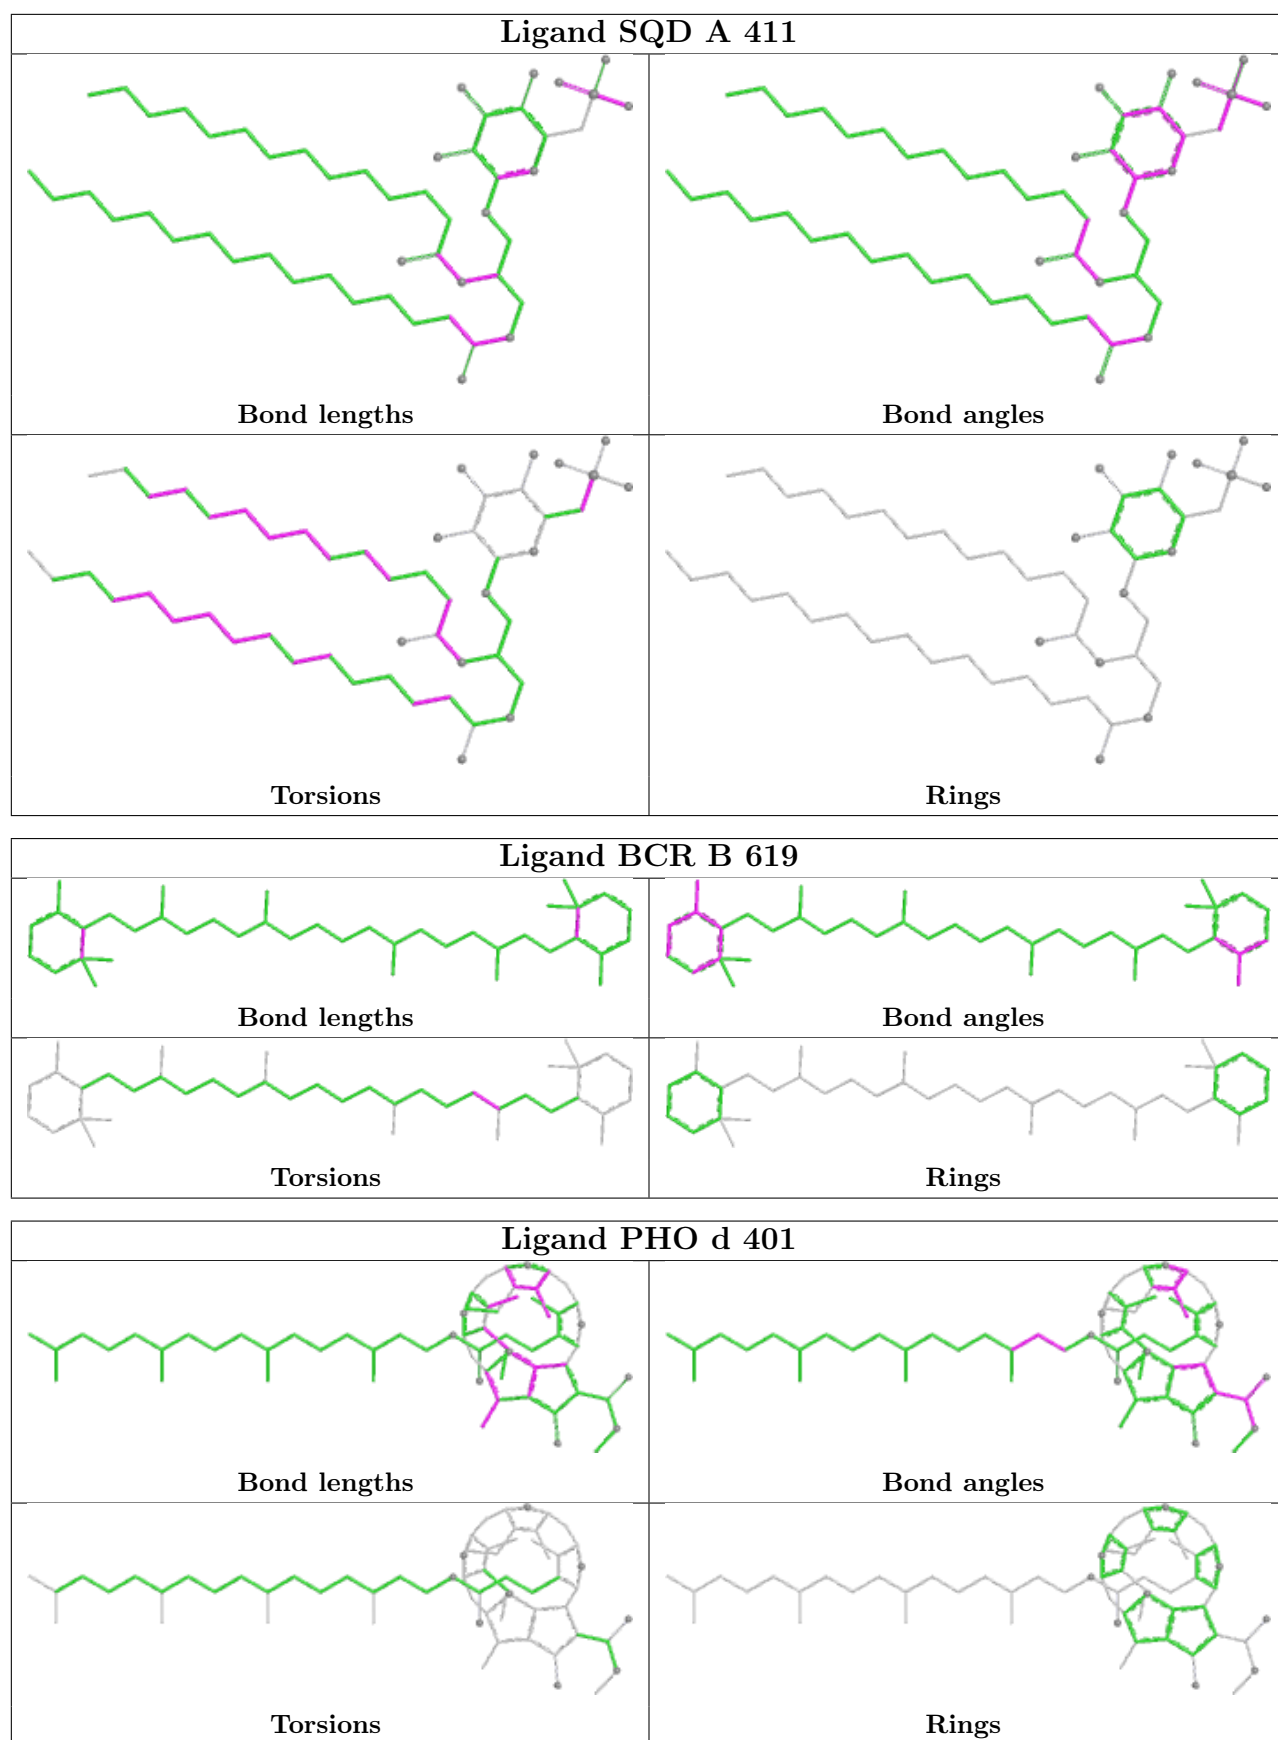 Ligand SQD A 411
Bond lengths
Bond angles
Torsions
Rings
Ligand BCR B 619
Bond lengths
Bond angles
Torsions
Rings
Ligand PHO d 401
Bond lengths
Bond angles
Torsions
Rings